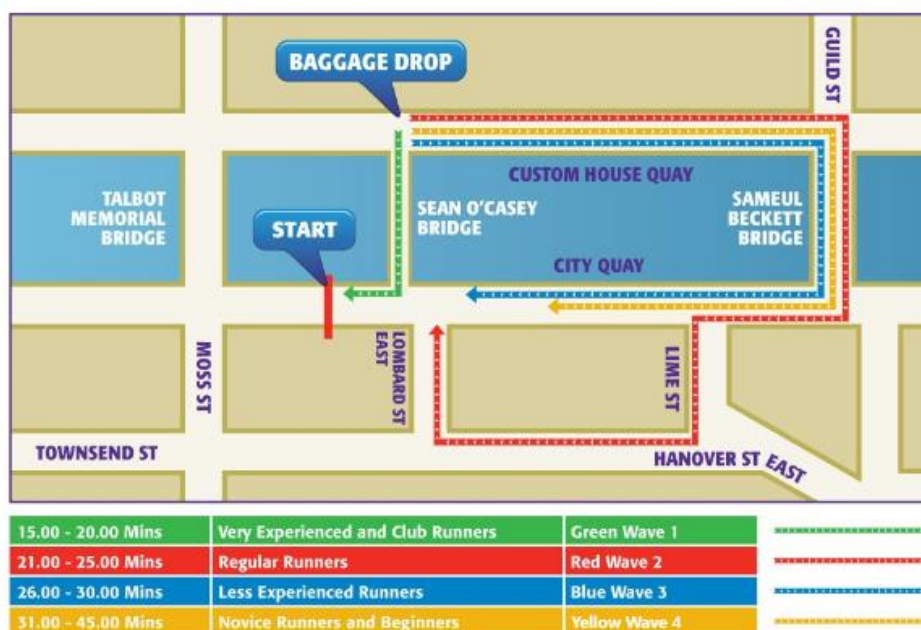 BAGGAGE DROP
GUILD ST
CUSTOM HOUSE QUAY
TALBOT
MEMORIAL
BRIDGE
SEAN O'CASEY
BRIDGE
SAMEUL
BECKETT
BRIDGE
START
CITY QUAY
MOSS ST
LOMBARD ST
EAST
LIME ST
TOWNSEND ST
HANOVER ST EAST
15.00 - 20.00 Mins Very Experienced and Club Runners Green Wave 1
21.00 - 25.00 Mins Regular Runners Red Wave 2
26.00 - 30.00 Mins Less Experienced Runners Blue Wave 3
31.00 - 45.00 Mins Novice Runners and Beginners Yellow Wave 4